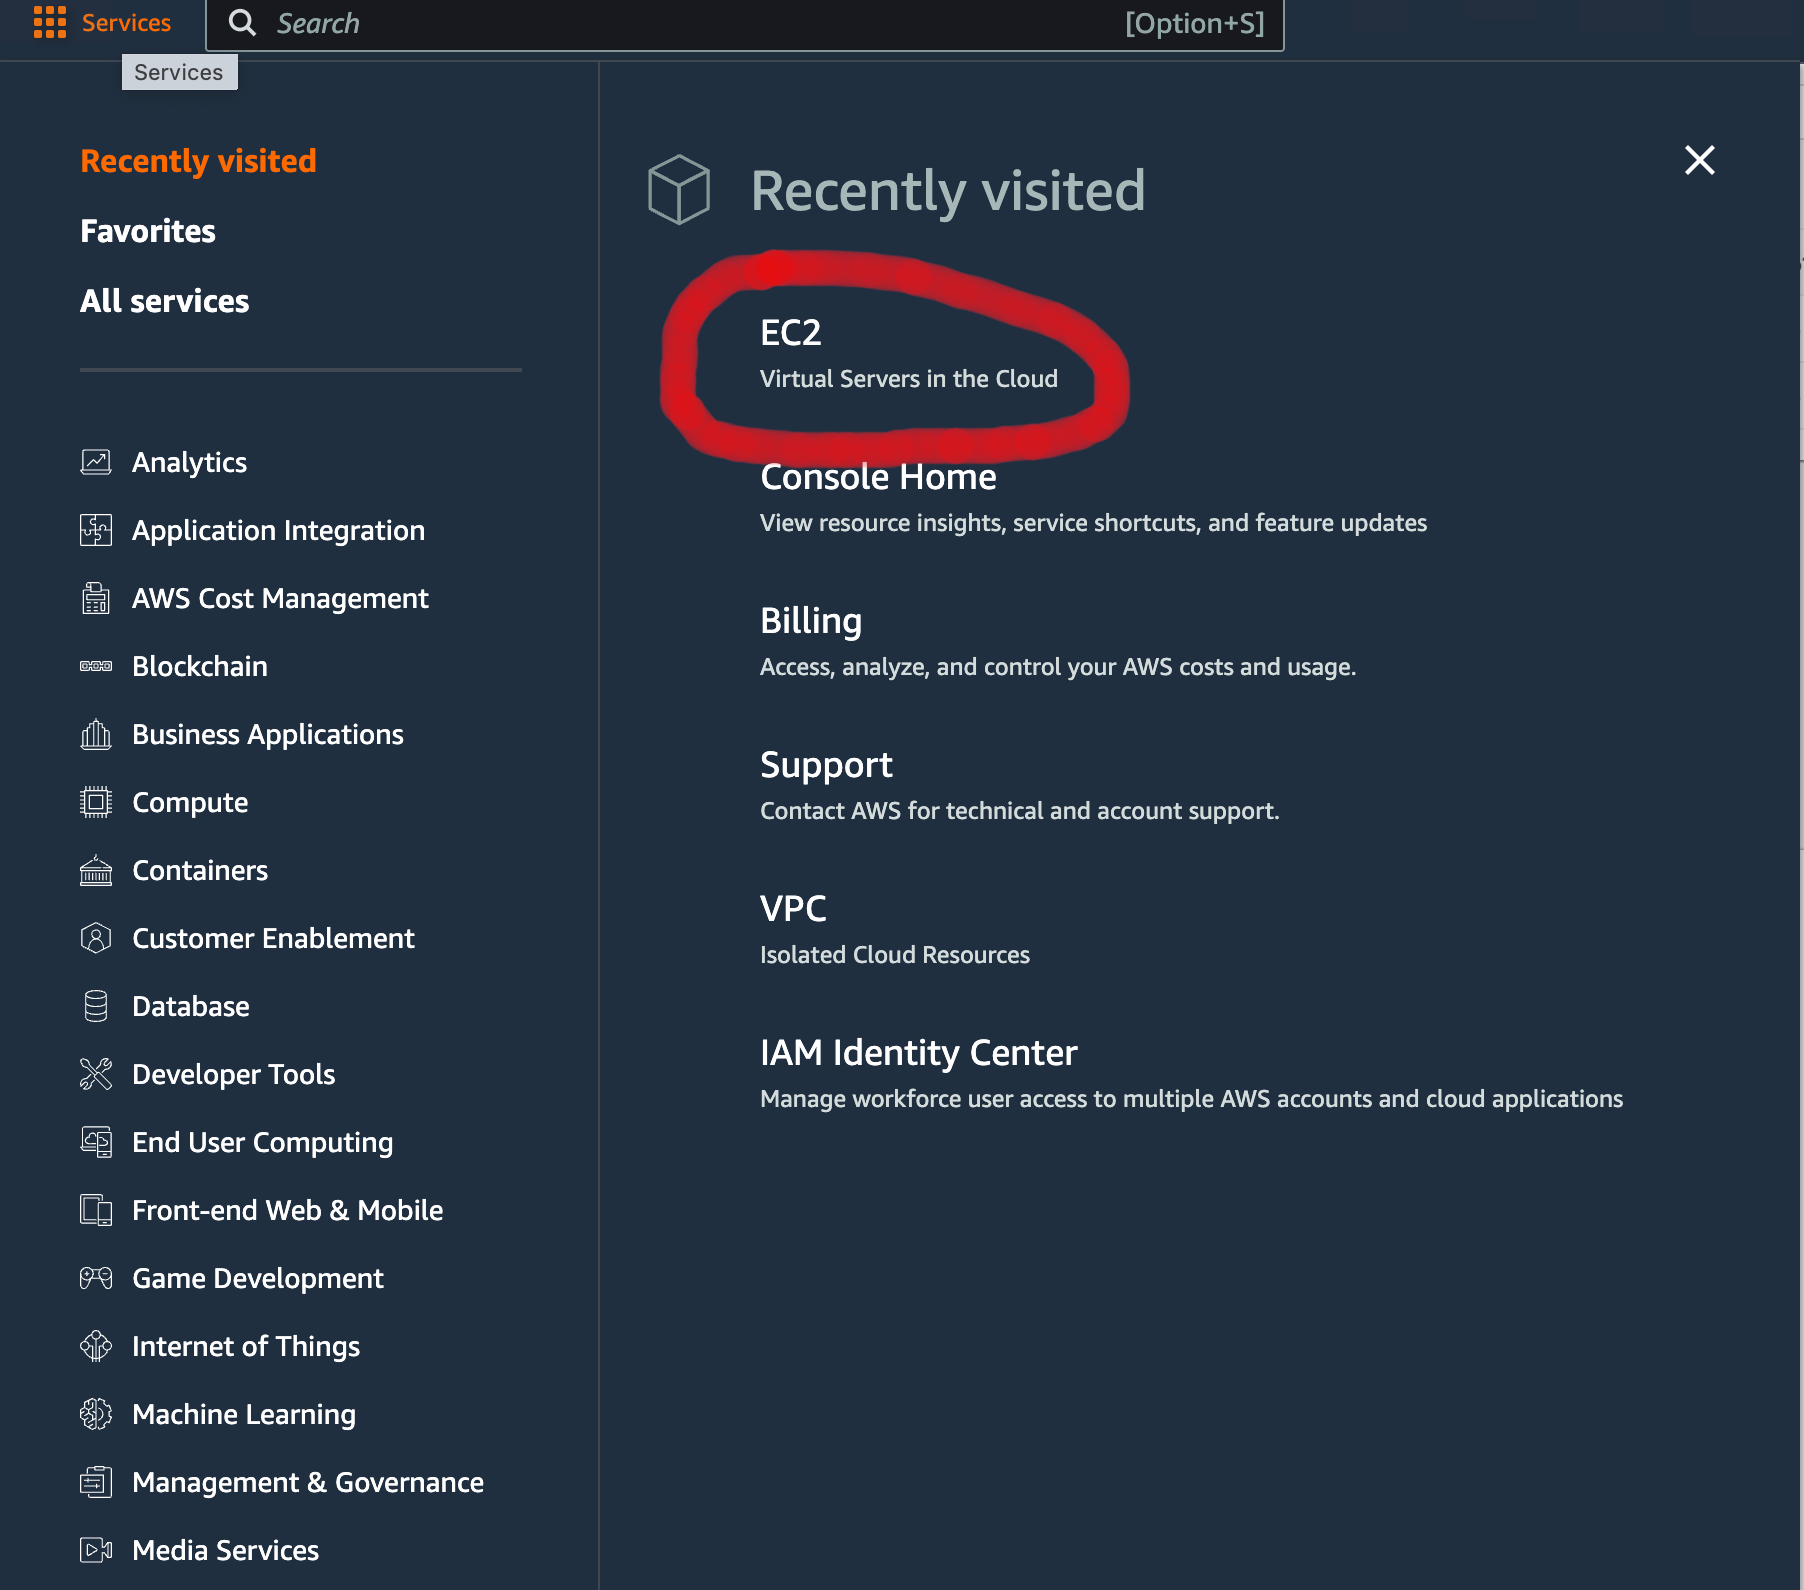 Services
Search
[Option+S]
Services
Recently visited
Favorites
All services
Analytics
Application Integration
AWS Cost Management
Blockchain
Business Applications
Compute
Containers
Customer Enablement
Database
Developer Tools
End User Computing
Front-end Web & Mobile
Game Development
Internet of Things
Machine Learning
Management & Governance
Media Services
Recently visited
EC2
Virtual Servers in the Cloud
Console Home
View resource insights, service shortcuts, and feature updates
Billing
Access, analyze, and control your AWS costs and usage.
Support
Contact AWS for technical and account support.
VPC
Isolated Cloud Resources
IAM Identity Center
Manage workforce user access to multiple AWS accounts and cloud applications